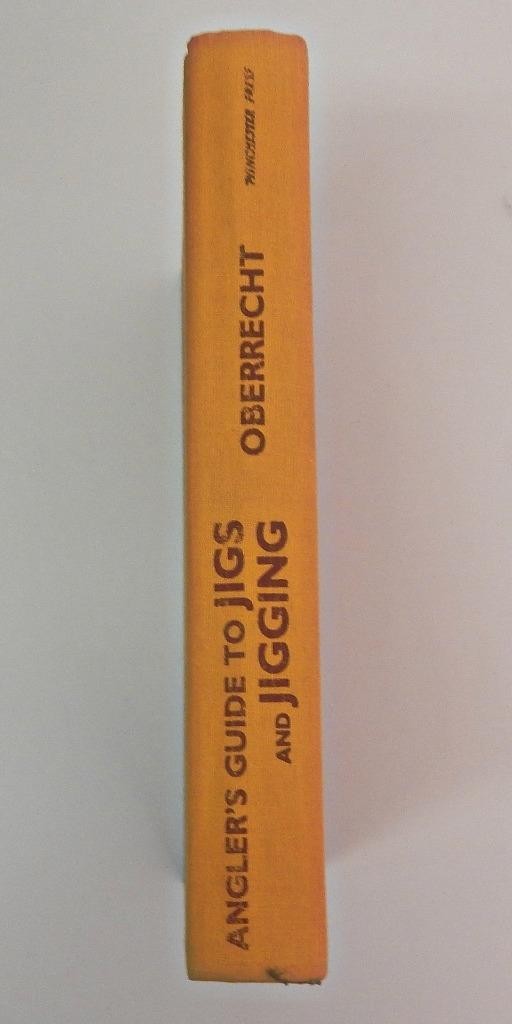 ANGLER'S GUIDE TO JIGS
AND JIGGING
OBERRECHT
WINCHESTER PRESS